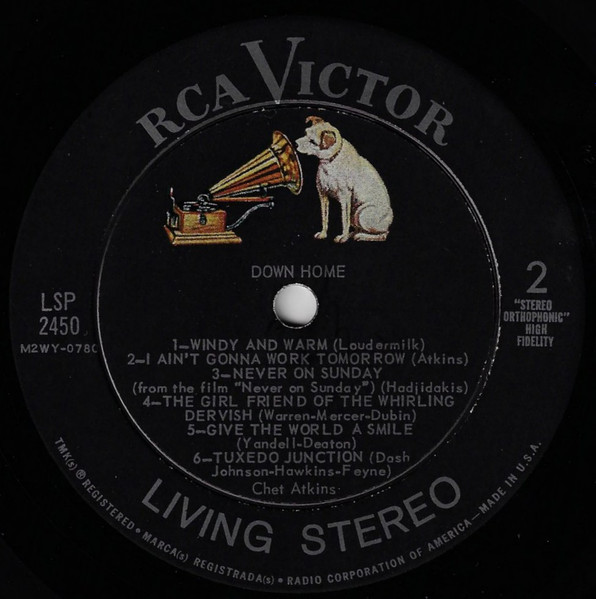 RCA VICTOR
DOWN HOME
LSP
2450
M2WY-0780
2
"STEREO
ORTHOPHONIC"
HIGH
FIDELITY
1—WINDY AND WARM (Loudermilk)
2—I AIN'T GONNA WORK TOMORROW (Atkins)
3—NEVER ON SUNDAY
(from the film "Never on Sunday") (Hadjidakis)
4—THE GIRL FRIEND OF THE WHIRLING
DERVISH (Warren-Mercer-Dubin)
5—GIVE THE WORLD A SMILE
(Yandell-Deaton)
6—TUXEDO JUNCTION (Dash
Johnson-Hawkins-Feyne)
Chet Atkins
LIVING STEREO
TMK(s) ® REGISTERED • MARCA(s) REGISTRADA(s) • RADIO CORPORATION OF AMERICA—MADE IN U.S.A.